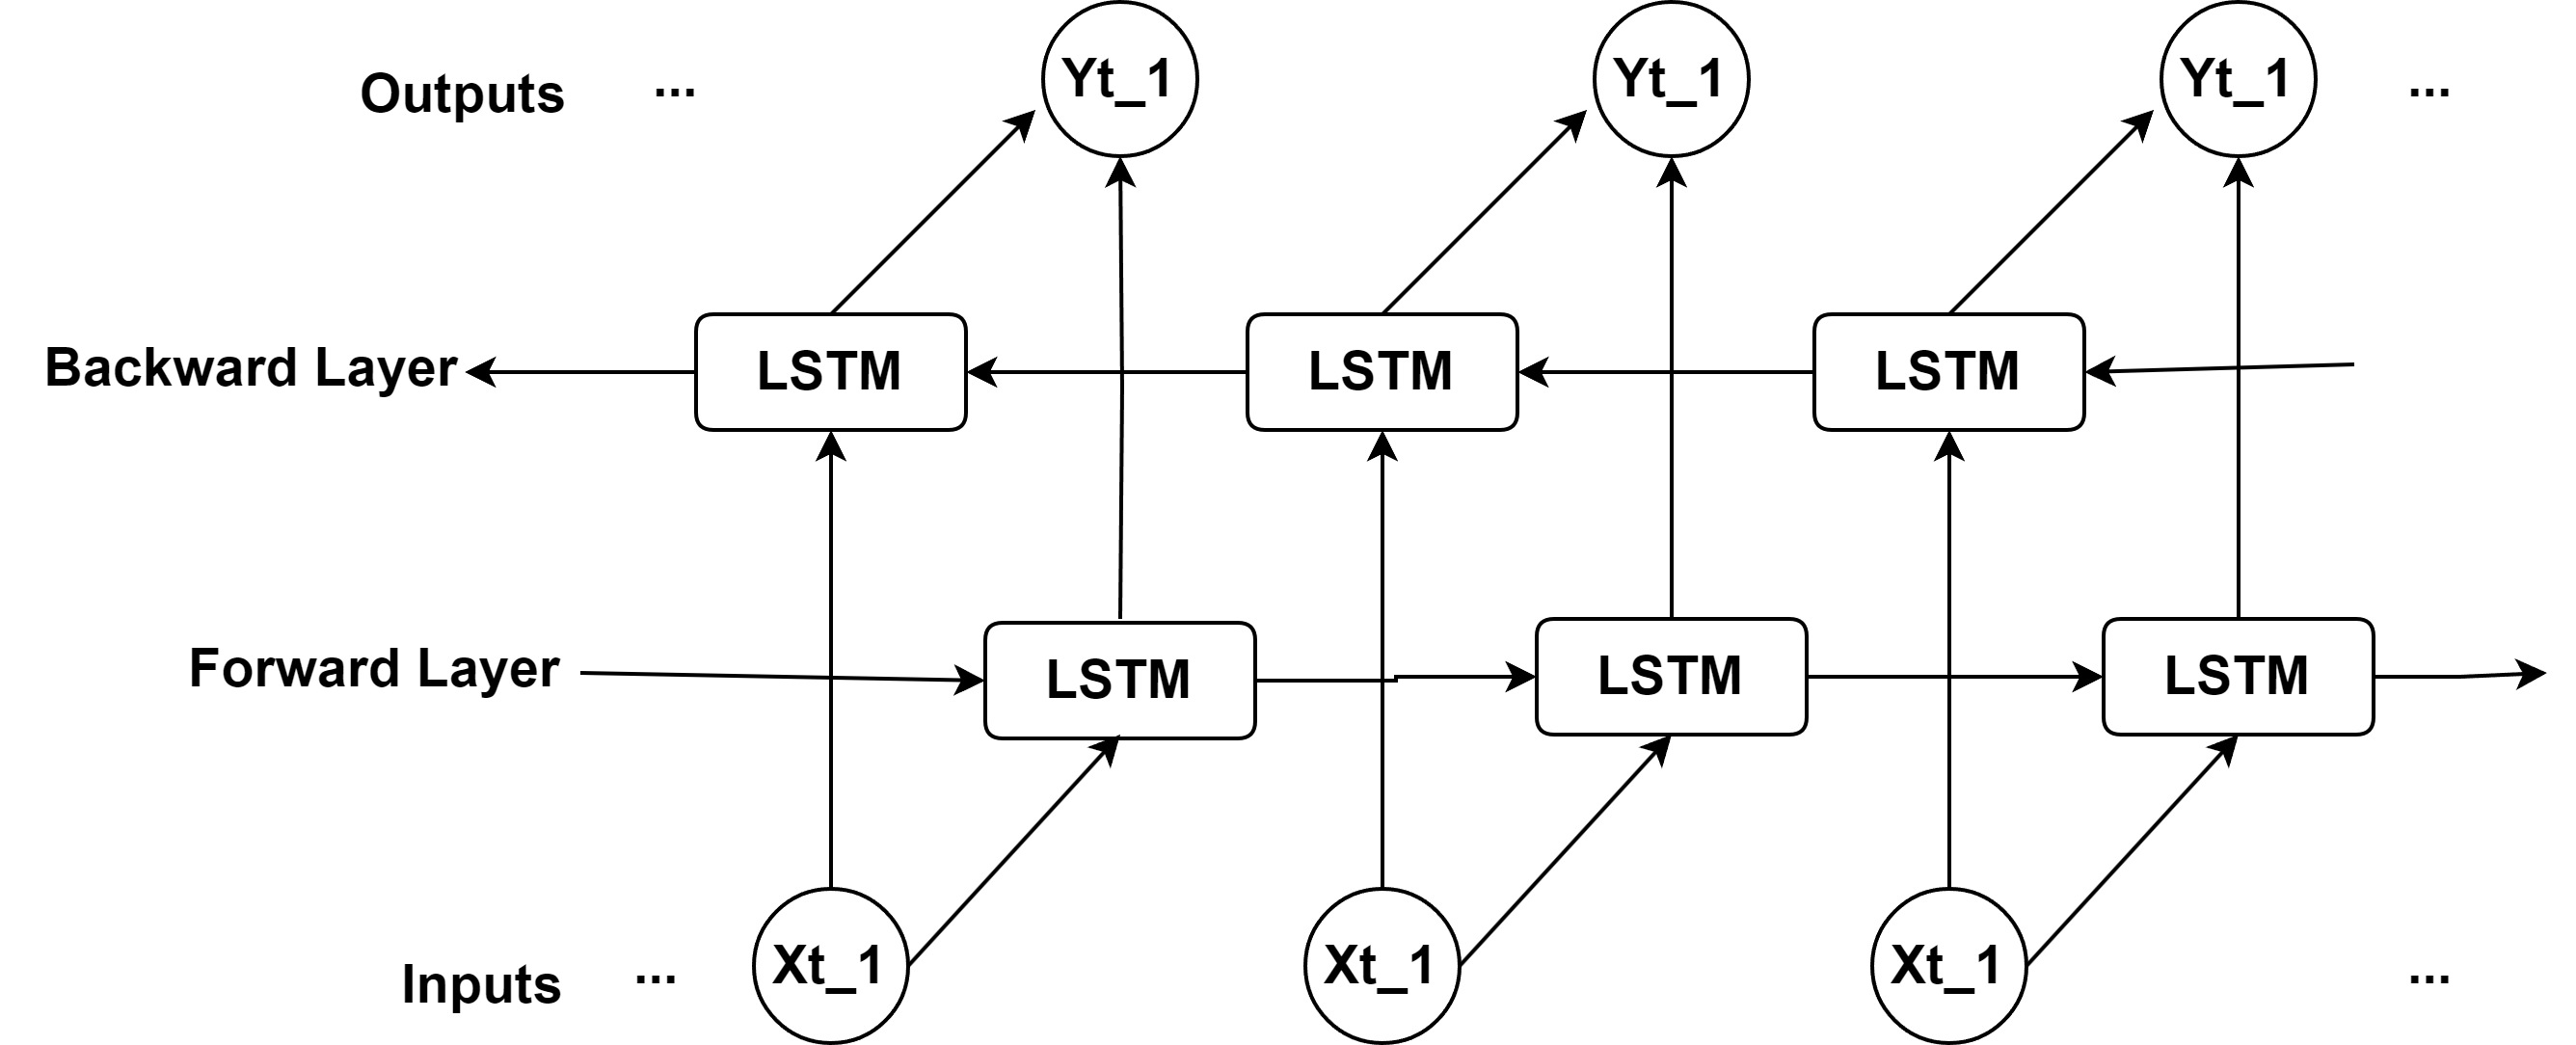 Outputs ... Yt_1 Yt_1 Yt_1 ...
Backward Layer LSTM LSTM LSTM
Forward Layer LSTM LSTM LSTM
Inputs ... Xt_1 Xt_1 Xt_1 ...